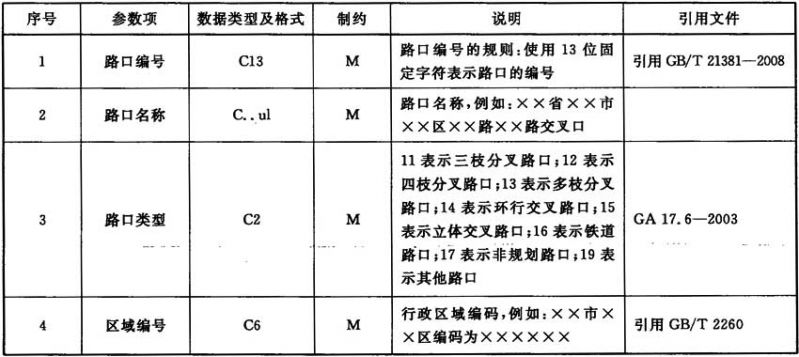 序号 参数项 数据类型及格式 制约 说明 引用文件
1 路口编号 C13 M 路口编号的规则:使用 13 位固
定字符表示路口的编号 引用 GB/T 21381—2008
2 路口名称 C..ul M 路口名称,例如:××省××市
××区××路××路交叉口
3 路口类型 C2 M 11 表示三枝分叉路口;12 表示
四枝分叉路口;13 表示多枝分叉
路口;14 表示环行交叉路口;15
表示立体交叉路口;16 表示铁道
路口;17 表示非规划路口;19 表
示其他路口 GA 17.6—2003
4 区域编号 C6 M 行政区域编码,例如:××市×
×区编码为×××××× 引用 GB/T 2260